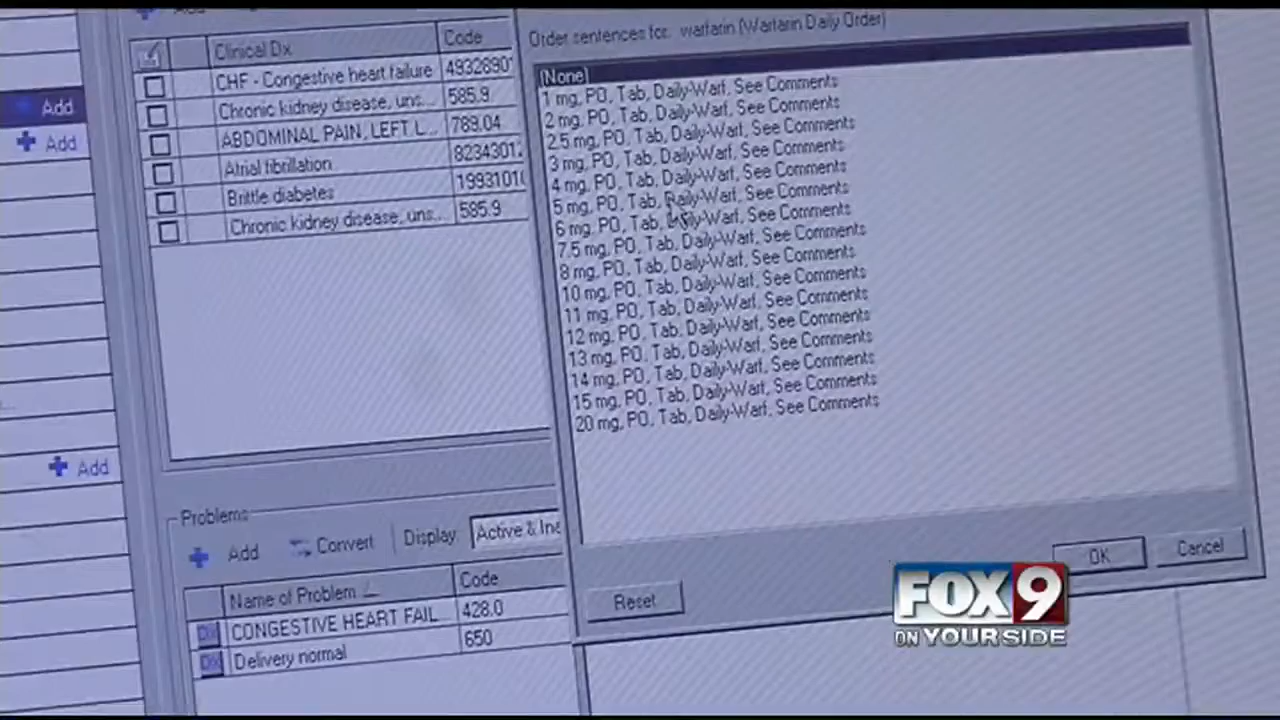 Add
Add
Add
Clinical Dx Code
CHF - Congestive heart failure 4932890
Chronic kidney disease, uns... 585.9
ABDOMINAL PAIN, LEFT L... 789.04
Atrial fibrillation 8234301
Brittle diabetes 1993101
Chronic kidney disease, uns... 585.9
Problems
Add Convert Display: Active &
Name of Problem Code
CONGESTIVE HEART FAIL... 428.0
Delivery normal 650
Order sentences for: warfarin (Warfarin Daily Order)
(None)
1 mg, PO, Tab, Daily-Warf, See Comments
2 mg, PO, Tab, Daily-Warf, See Comments
2.5 mg, PO, Tab, Daily-Warf, See Comments
3 mg, PO, Tab, Daily-Warf, See Comments
4 mg, PO, Tab, Daily-Warf, See Comments
5 mg, PO, Tab, Daily-Warf, See Comments
6 mg, PO, Tab, Daily-Warf, See Comments
7.5 mg, PO, Tab, Daily-Warf, See Comments
8 mg, PO, Tab, Daily-Warf, See Comments
10 mg, PO, Tab, Daily-Warf, See Comments
11 mg, PO, Tab, Daily-Warf, See Comments
12 mg, PO, Tab, Daily-Warf, See Comments
13 mg, PO, Tab, Daily-Warf, See Comments
14 mg, PO, Tab, Daily-Warf, See Comments
15 mg, PO, Tab, Daily-Warf, See Comments
20 mg, PO, Tab, Daily-Warf, See Comments
Reset OK Cancel
FOX 9
ON YOUR SIDE